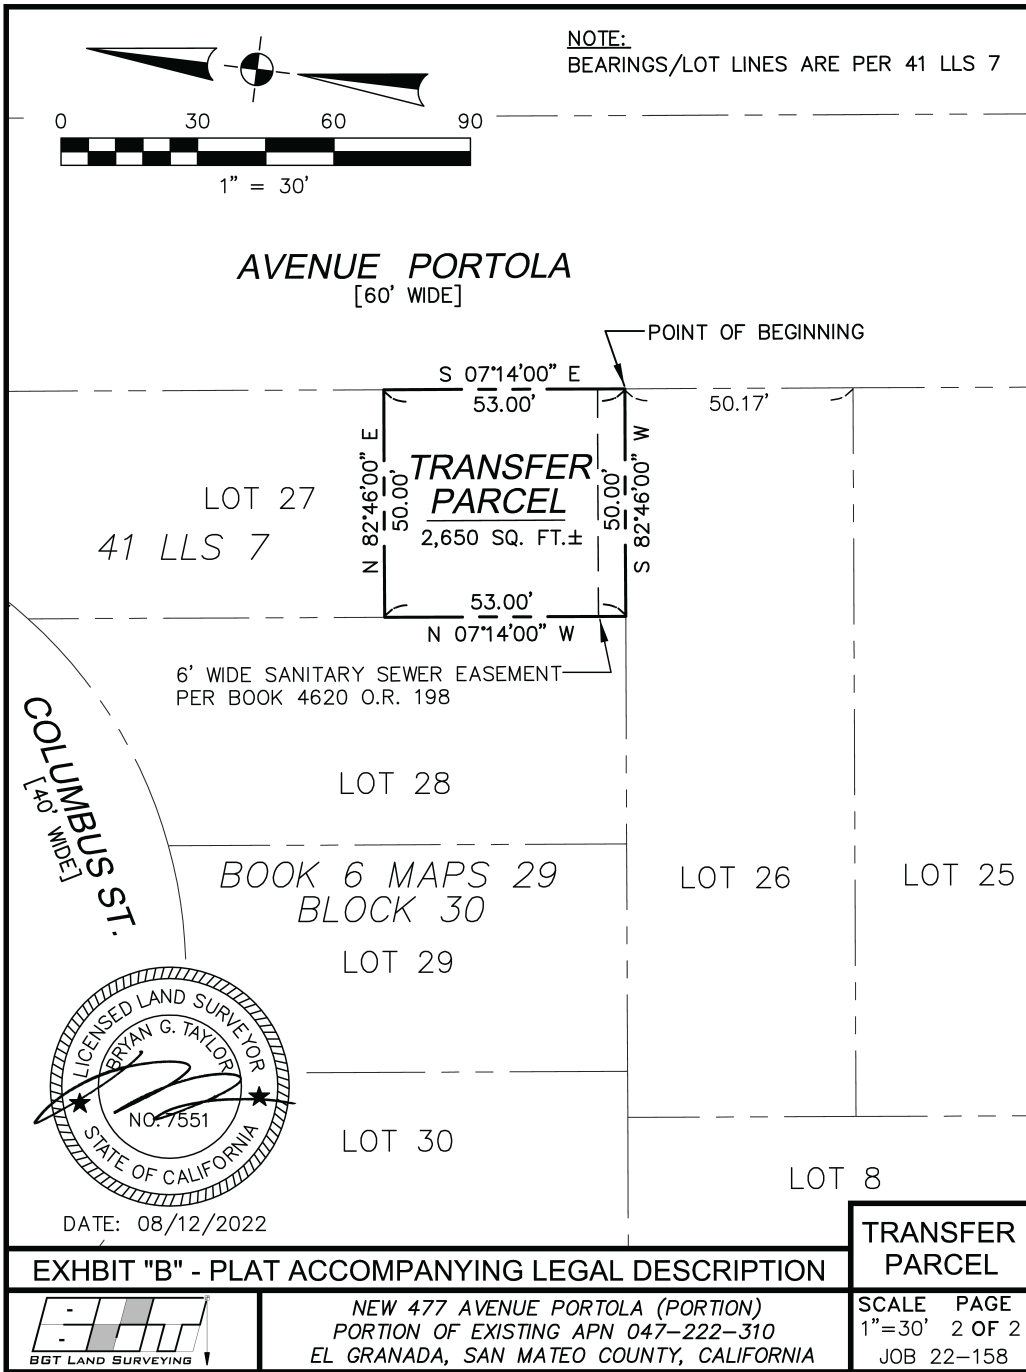 NOTE:
BEARINGS/LOT LINES ARE PER 41 LLS 7
0 30 60 90
1" = 30'
AVENUE PORTOLA
[60' WIDE]
POINT OF BEGINNING
S 07°14'00" E
53.00'
50.17'
N 82°46'00" E
50.00'
TRANSFER
PARCEL
2,650 SQ. FT.±
50.00'
S 82°46'00" W
LOT 27
41 LLS 7
53.00'
N 07°14'00" W
6' WIDE SANITARY SEWER EASEMENT
PER BOOK 4620 O.R. 198
COLUMBUS ST.
[40' WIDE]
LOT 28
BOOK 6 MAPS 29
BLOCK 30
LOT 29
LOT 26
LOT 25
LOT 30
LOT 8
LICENSED LAND SURVEYOR
BRYAN G. TAYLOR
NO. 7551
STATE OF CALIFORNIA
DATE: 08/12/2022
EXHBIT "B" - PLAT ACCOMPANYING LEGAL DESCRIPTION
TRANSFER
PARCEL
BGT LAND SURVEYING
NEW 477 AVENUE PORTOLA (PORTION)
PORTION OF EXISTING APN 047-222-310
EL GRANADA, SAN MATEO COUNTY, CALIFORNIA
SCALE PAGE
1"=30' 2 OF 2
JOB 22-158